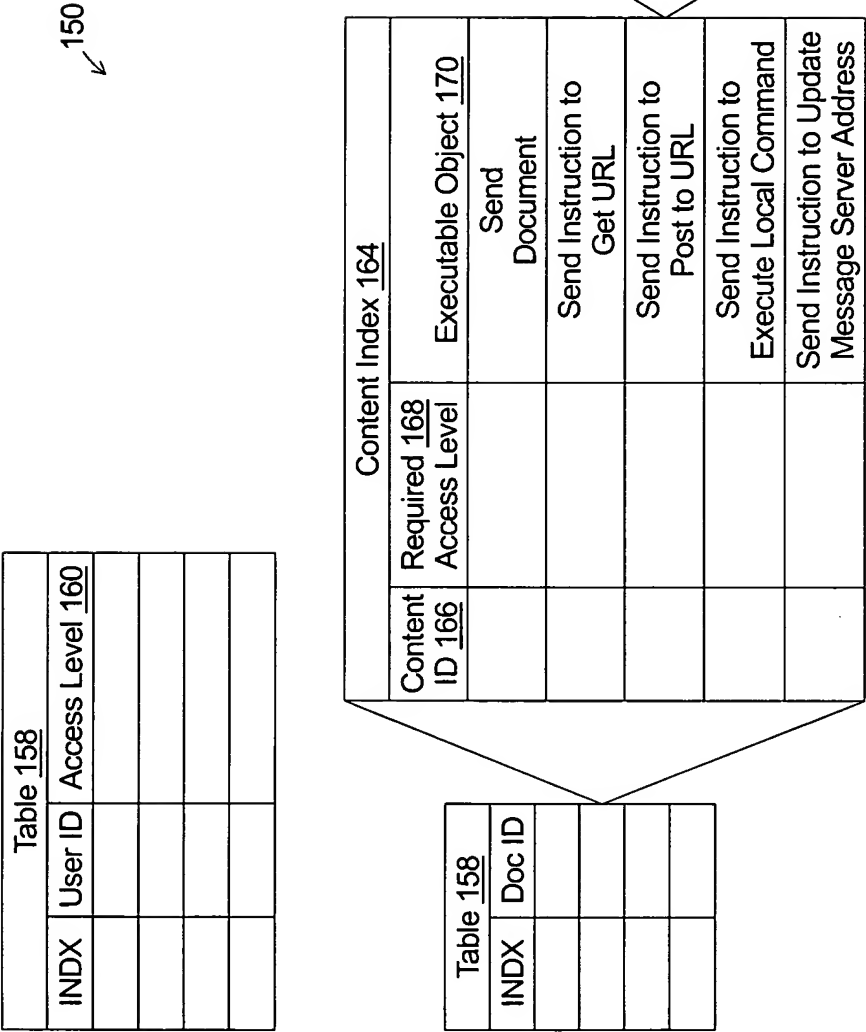 150
Table 158
INDX User ID Access Level 160
Table 158
INDX Doc ID
Content Index 164
Content ID 166
Required 168 Access Level
Executable Object 170
Send
Document
Send Instruction to
Get URL
Send Instruction to
Post to URL
Send Instruction to
Execute Local Command
Send Instruction to Update
Message Server Address